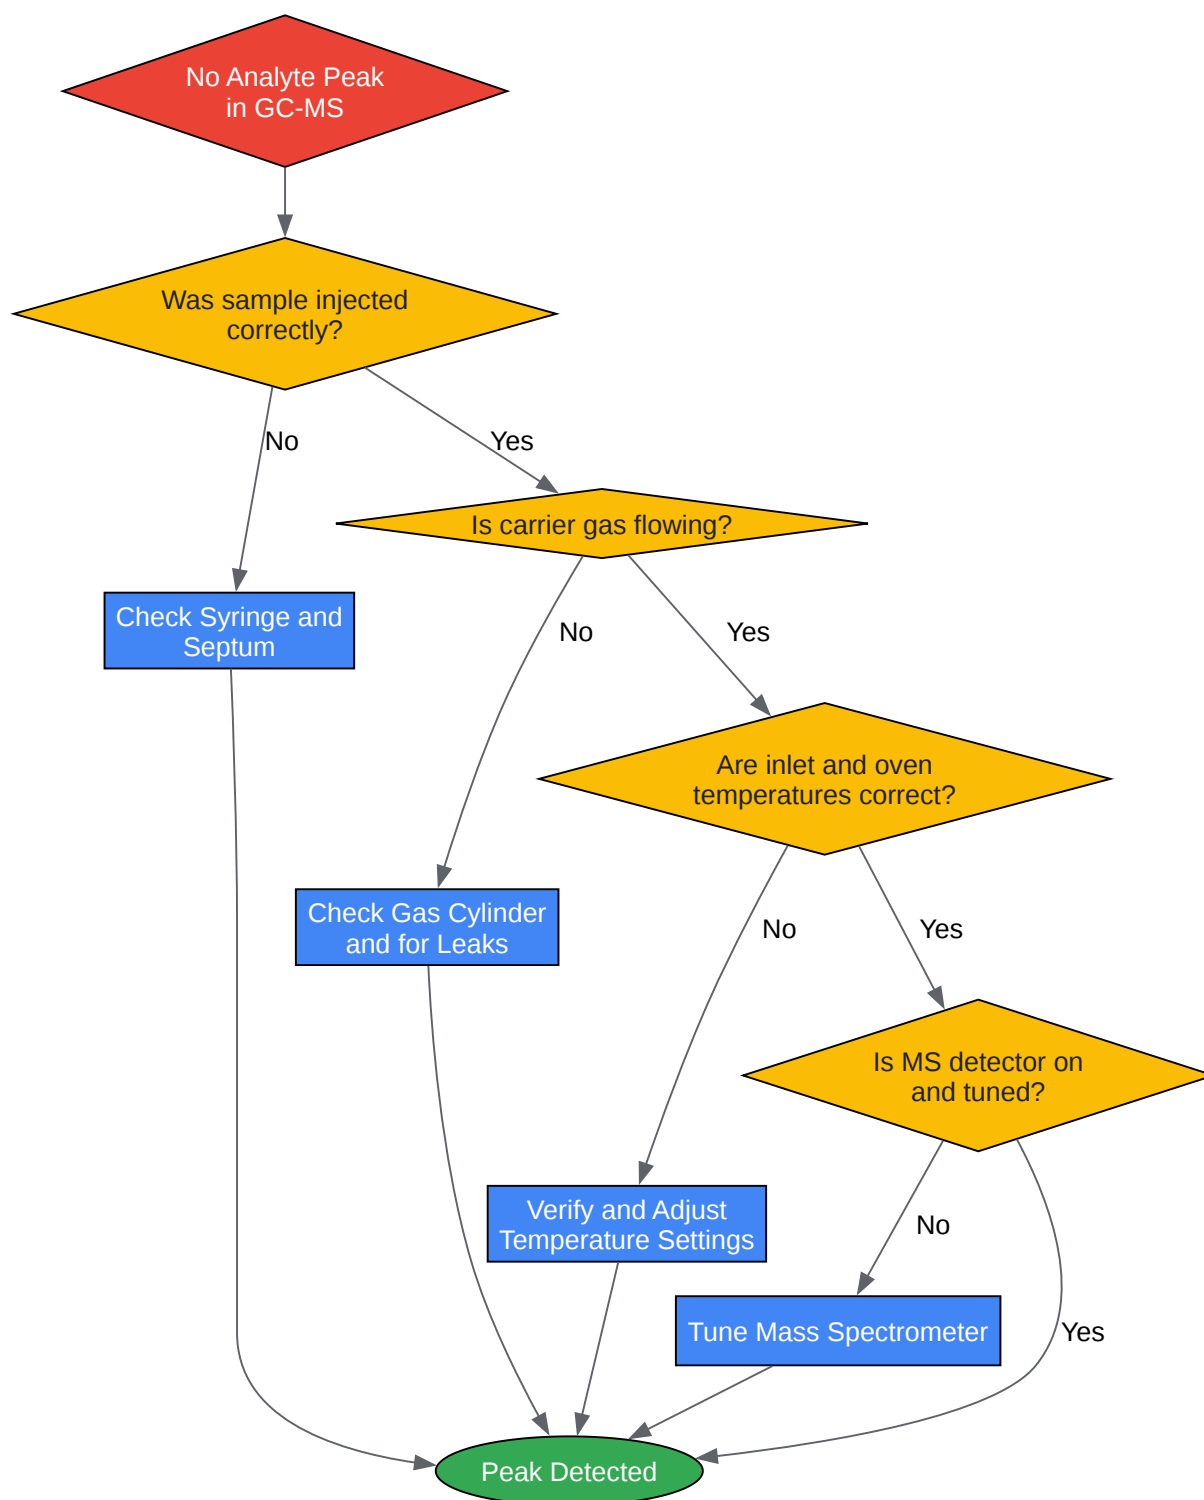 No Analyte Peak
in GC-MS
Was sample injected
correctly?
No
Yes
Is carrier gas flowing?
Check Syringe and
Septum
No
Yes
Are inlet and oven
temperatures correct?
Check Gas Cylinder
and for Leaks
No
Yes
Is MS detector on
and tuned?
Verify and Adjust
Temperature Settings
No
Tune Mass Spectrometer
Yes
Peak Detected